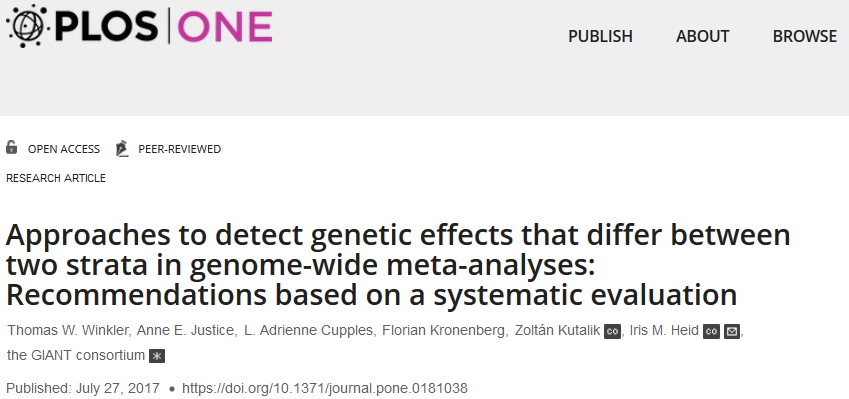 PLOS ONE
PUBLISH ABOUT BROWSE
OPEN ACCESS PEER-REVIEWED
RESEARCH ARTICLE
Approaches to detect genetic effects that differ between
two strata in genome-wide meta-analyses:
Recommendations based on a systematic evaluation
Thomas W. Winkler, Anne E. Justice, L. Adrienne Cupples, Florian Kronenberg, Zoltán Kutalik co, Iris M. Heid co,
the GIANT consortium *
Published: July 27, 2017 • https://doi.org/10.1371/journal.pone.0181038